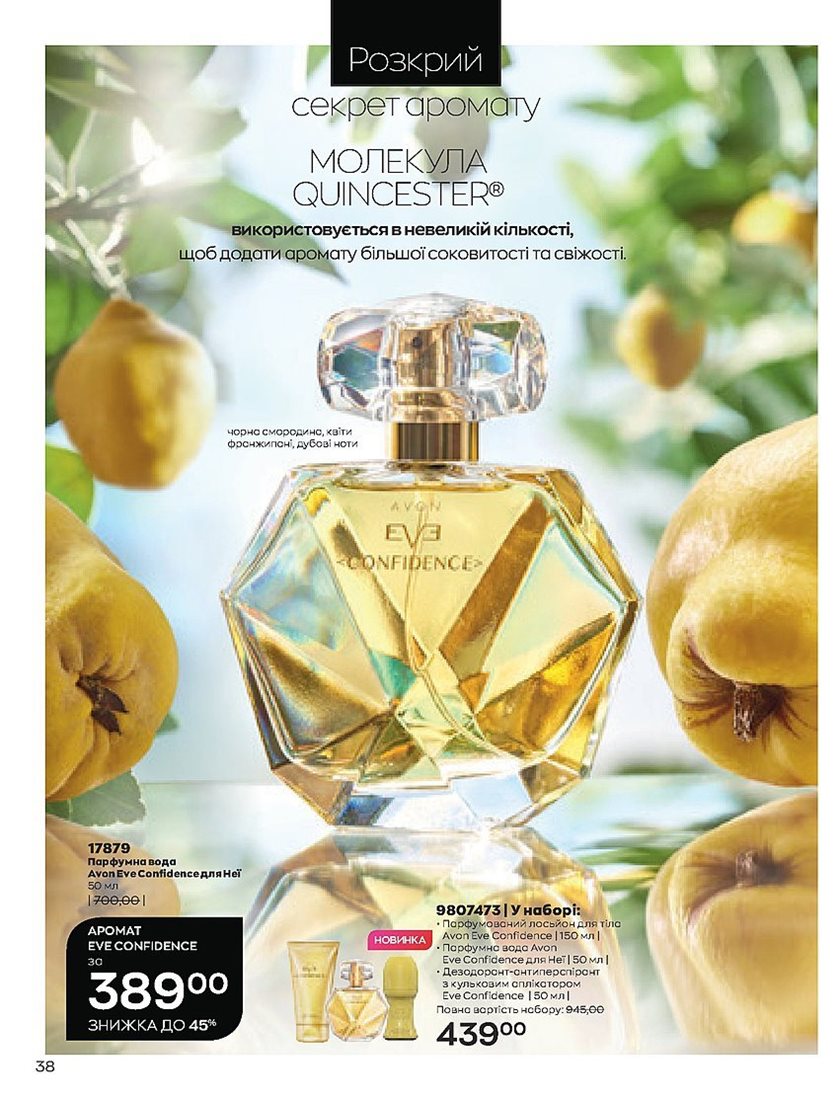 Розкрий
секрет аромату
МОЛЕКУЛА
QUINCESTER®
використовується в невеликій кількості,
щоб додати аромату більшої соковитості та свіжості.
чорна смородина, квіти
франжипані, дубові ноти
AVON
EVE
<CONFIDENCE>
17879
Парфумна вода
Avon Eve Confidence для Неї
50 мл
| 700,00 |
АРОМАТ
EVE CONFIDENCE
за
389⁰⁰
ЗНИЖКА ДО 45%
НОВИНКА
9807473 | У наборі:
• Парфумований лосьйон для тіла
Avon Eve Confidence | 150 мл |
• Парфумна вода Avon
Eve Confidence для Неї | 50 мл |
• Дезодорант-антиперспірант
з кульковим аплікатором
Eve Confidence | 50 мл |
Повна вартість набору: 945,00
439⁰⁰
38